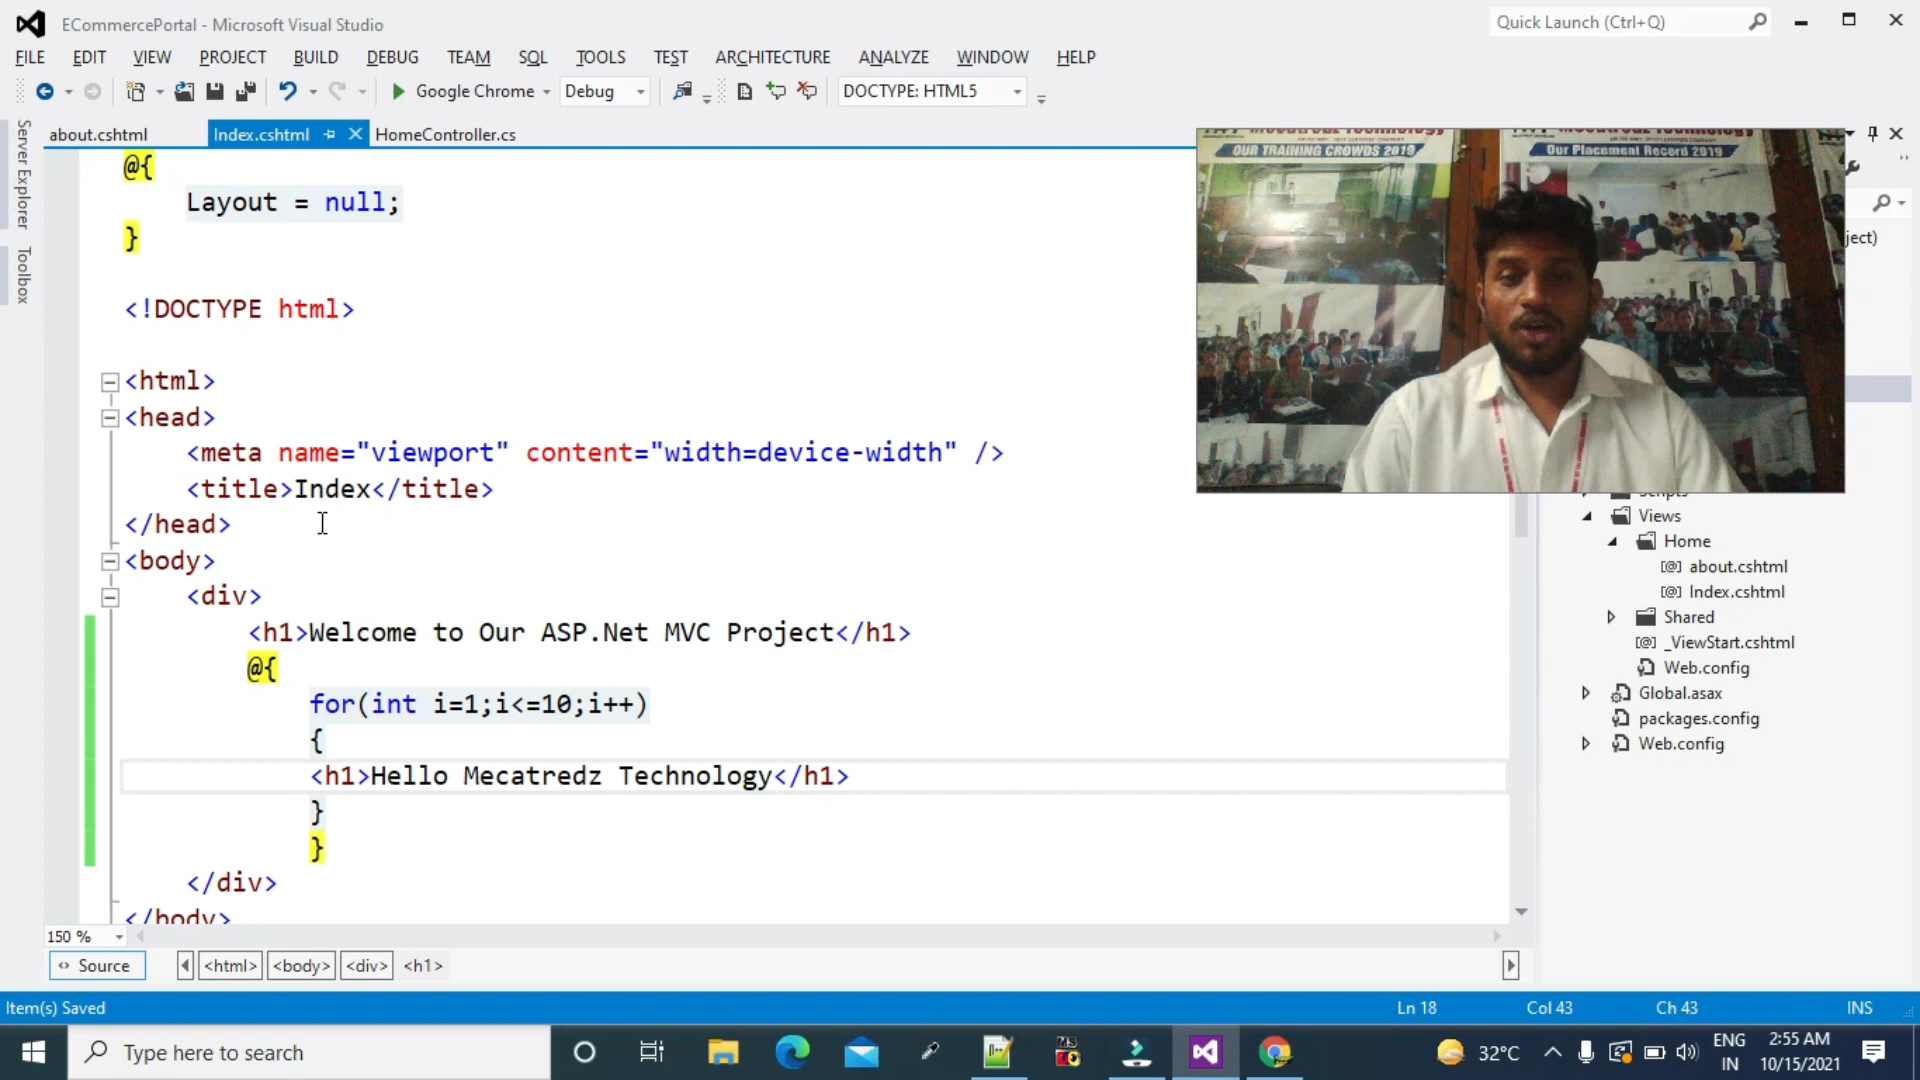 ECommercePortal - Microsoft Visual Studio
Quick Launch (Ctrl+Q)
FILE EDIT VIEW PROJECT BUILD DEBUG TEAM SQL TOOLS TEST ARCHITECTURE ANALYZE WINDOW HELP
Google Chrome Debug DOCTYPE: HTML5
about.cshtml Index.cshtml HomeController.cs
Server Explorer
Toolbox
@{
Layout = null;
}
<!DOCTYPE html>
<html>
<head>
<meta name="viewport" content="width=device-width" />
<title>Index</title>
</head>
<body>
<div>
<h1>Welcome to Our ASP.Net MVC Project</h1>
@{
for(int i=1;i<=10;i++)
{
<h1>Hello Mecatredz Technology</h1>
}
}
</div>
</body>
OUR TRAINING CROWDS 2019
Our Placement Record 2019
ject)
Scripts
Views
Home
about.cshtml
Index.cshtml
Shared
_ViewStart.cshtml
Web.config
Global.asax
packages.config
Web.config
150 %
Source <html> <body> <div> <h1>
Item(s) Saved Ln 18 Col 43 Ch 43 INS
Type here to search
32°C
ENG
IN
2:55 AM
10/15/2021